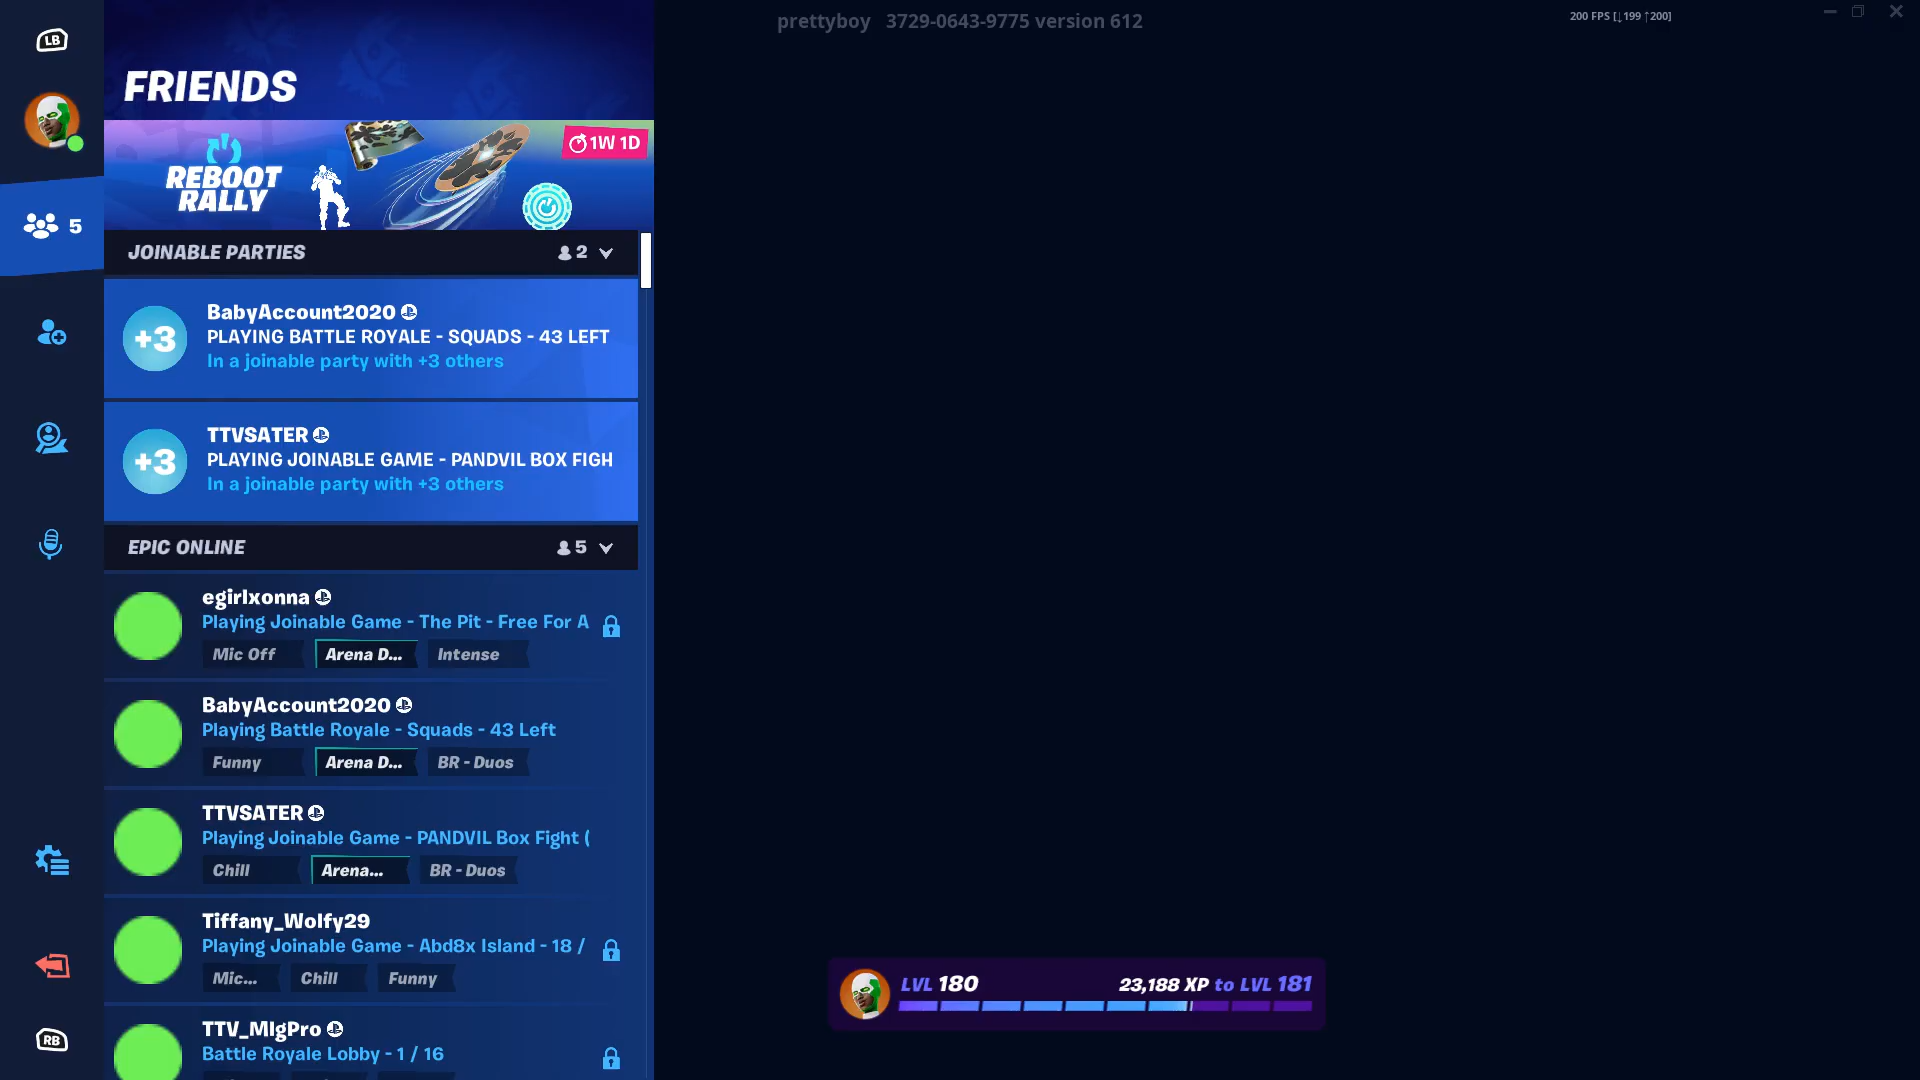 LB
prettyboy 3729-0643-9775 version 612
200 FPS [↓199 ↑200]
FRIENDS
REBOOT
RALLY
1W 1D
5
JOINABLE PARTIES
2
+3
BabyAccount2020
PLAYING BATTLE ROYALE - SQUADS - 43 LEFT
In a joinable party with +3 others
+3
TTVSATER
PLAYING JOINABLE GAME - PANDVIL BOX FIGH
In a joinable party with +3 others
EPIC ONLINE
5
egirlxonna
Playing Joinable Game - The Pit - Free For A
Mic Off
Arena D...
Intense
BabyAccount2020
Playing Battle Royale - Squads - 43 Left
Funny
Arena D...
BR - Duos
TTVSATER
Playing Joinable Game - PANDVIL Box Fight (
Chill
Arena...
BR - Duos
Tiffany_Wolfy29
Playing Joinable Game - Abd8x Island - 18 /
Mic...
Chill
Funny
TTV_MlgPro
Battle Royale Lobby - 1 / 16
RB
LVL 180
23,188 XP to LVL 181